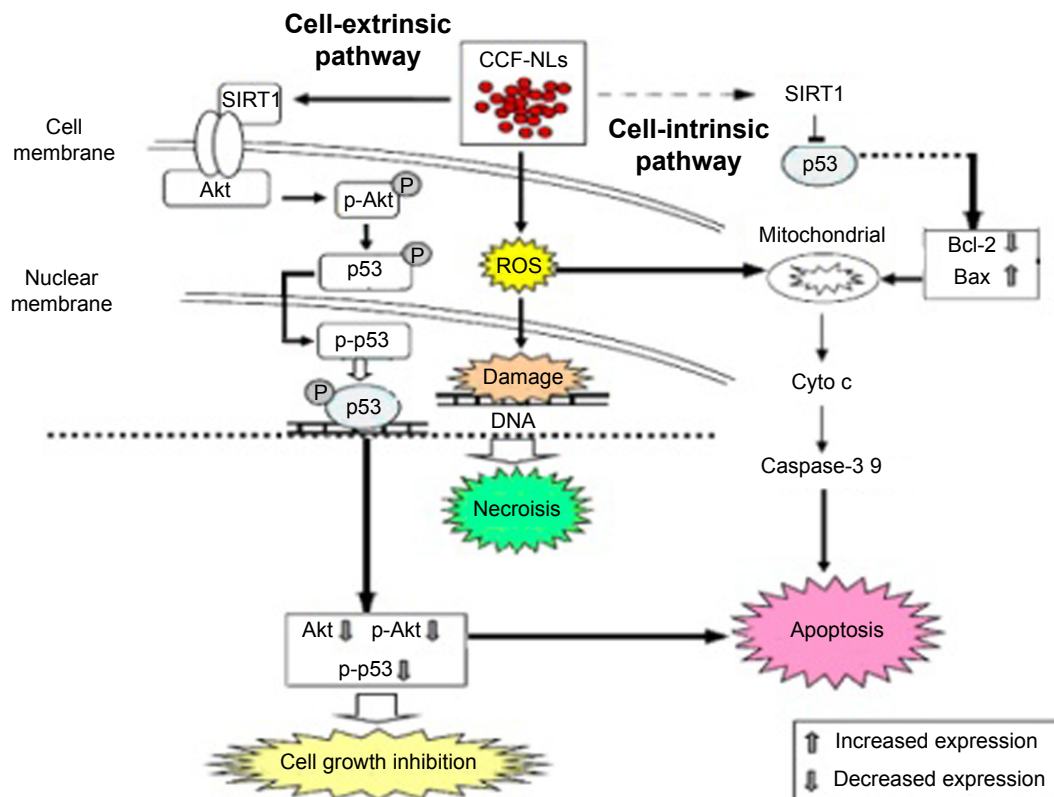 Cell-extrinsic
pathway
CCF-NLs
SIRT1
SIRT1
Cell
membrane
Cell-intrinsic
pathway
p53
Akt
p-Akt
P
Mitochondrial
Bcl-2
Bax
Nuclear
membrane
p53
P
ROS
p-p53
Damage
Cyto c
P
p53
DNA
Caspase-3 9
Necroisis
Akt
p-Akt
p-p53
Apoptosis
Cell growth inhibition
Increased expression
Decreased expression